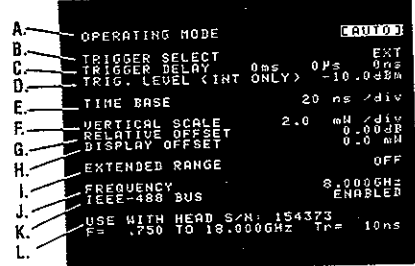 A. OPERATING MODE [AUTO]
B. TRIGGER SELECT EXT
C. TRIGGER DELAY 0ms 0µs 0ns
D. TRIG. LEVEL (INT ONLY) -10.0dBm
E. TIME BASE 20 ns /div
F. VERTICAL SCALE 2.0 mW /div
G. RELATIVE OFFSET 0.00dB
H. DISPLAY OFFSET 0.0 mW
I. EXTENDED RANGE OFF
J. FREQUENCY 8.000GHz
K. IEEE-488 BUS ENABLED
L. USE WITH HEAD S/N: 154373
F= .750 TO 18.000GHz Tr= 10ns